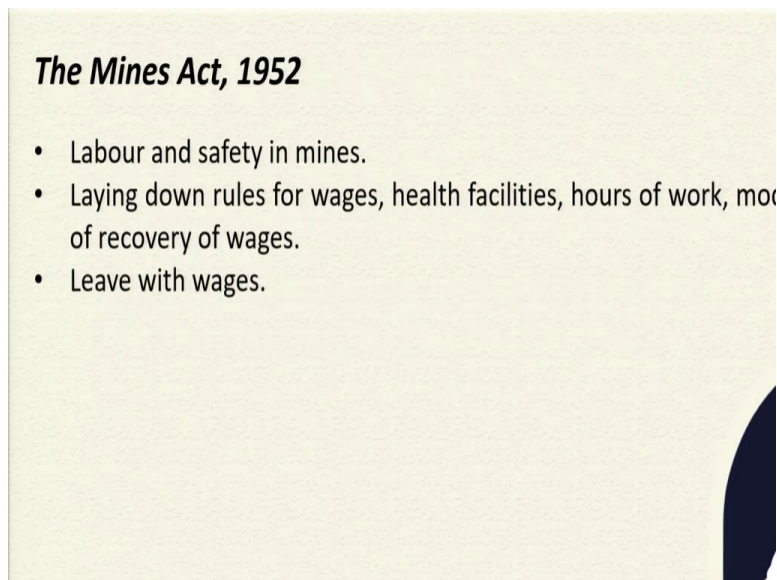 The Mines Act, 1952
• Labour and safety in mines.
• Laying down rules for wages, health facilities, hours of work,
of recovery of wages.
• Leave with wages.